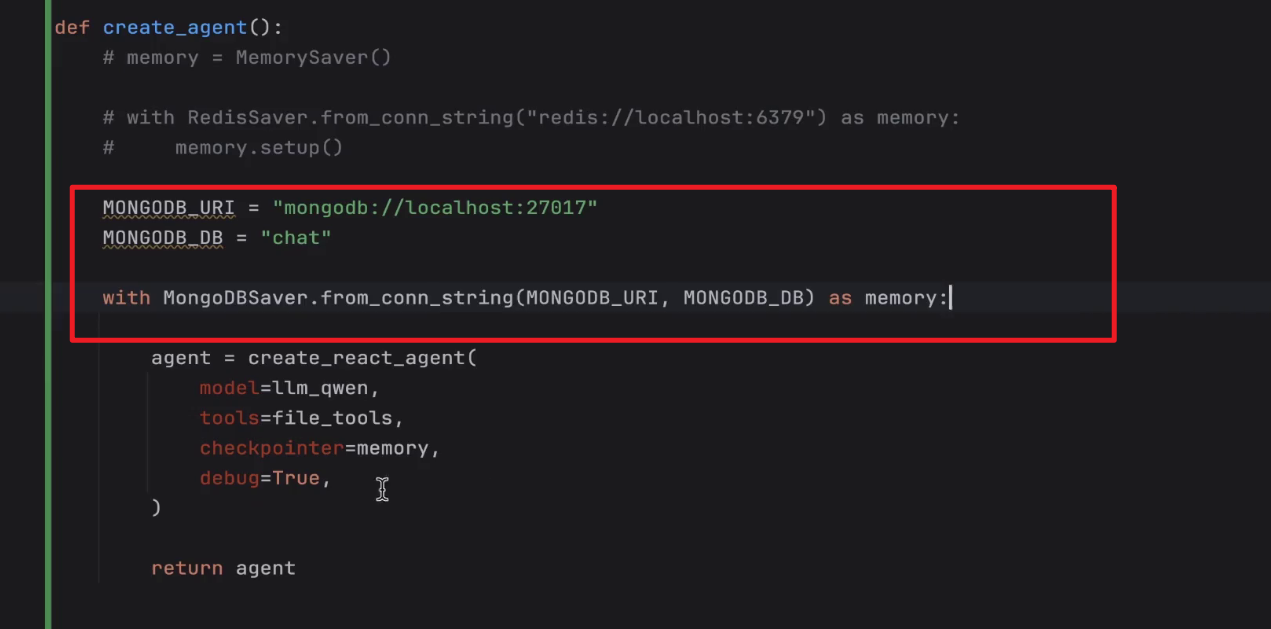 def create_agent():
    # memory = MemorySaver()
    # with RedisSaver.from_conn_string("redis://localhost:6379") as memory:
    #     memory.setup()
    MONGODB_URI = "mongodb://localhost:27017"
    MONGODB_DB = "chat"
    with MongoDBSaver.from_conn_string(MONGODB_URI, MONGODB_DB) as memory:
        agent = create_react_agent(
            model=llm_qwen,
            tools=file_tools,
            checkpointer=memory,
            debug=True,
        )
        return agent